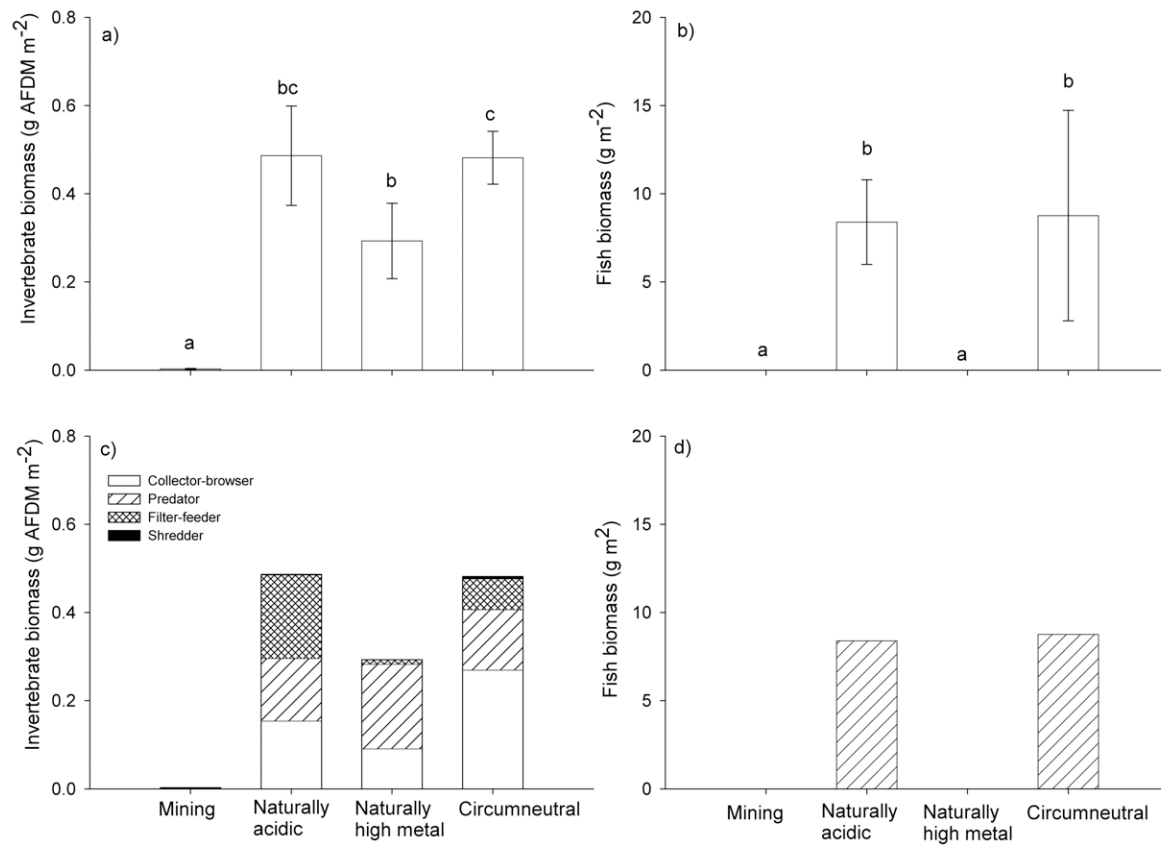 a)
Invertebrate biomass (g AFDM m-2)
0.8
0.6
0.4
0.2
0.0
a
bc
b
c
b)
Fish biomass (g m-2)
20
15
10
5
0
a
b
a
b
c)
Invertebrate biomass (g AFDM m-2)
0.8
0.6
0.4
0.2
0.0
Collector-browser
Predator
Filter-feeder
Shredder
Mining
Naturally
acidic
Naturally
high metal
Circumneutral
d)
Fish biomass (g m-2)
20
15
10
5
0
Mining
Naturally
acidic
Naturally
high metal
Circumneutral